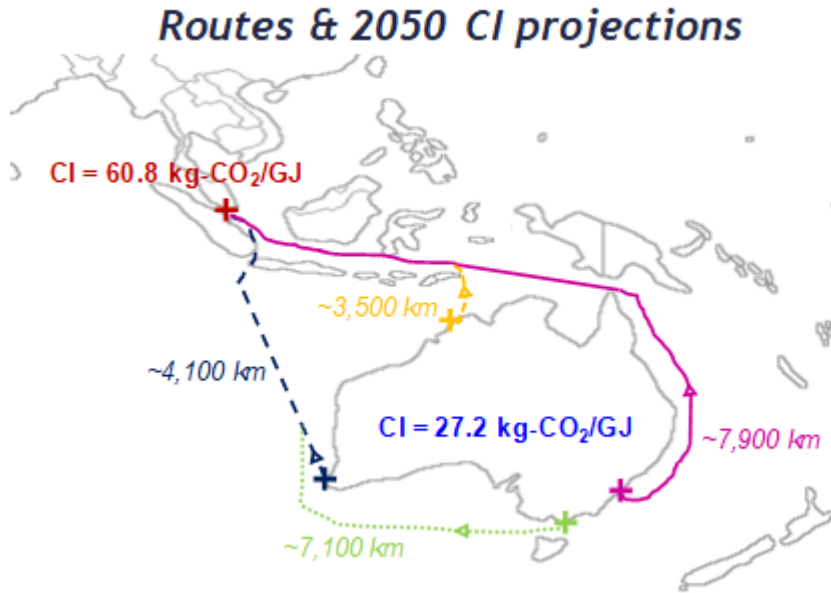 Routes & 2050 CI projections
CI = 60.8 kg-CO₂/GJ
~3,500 km
~4,100 km
CI = 27.2 kg-CO₂/GJ
~7,900 km
~7,100 km